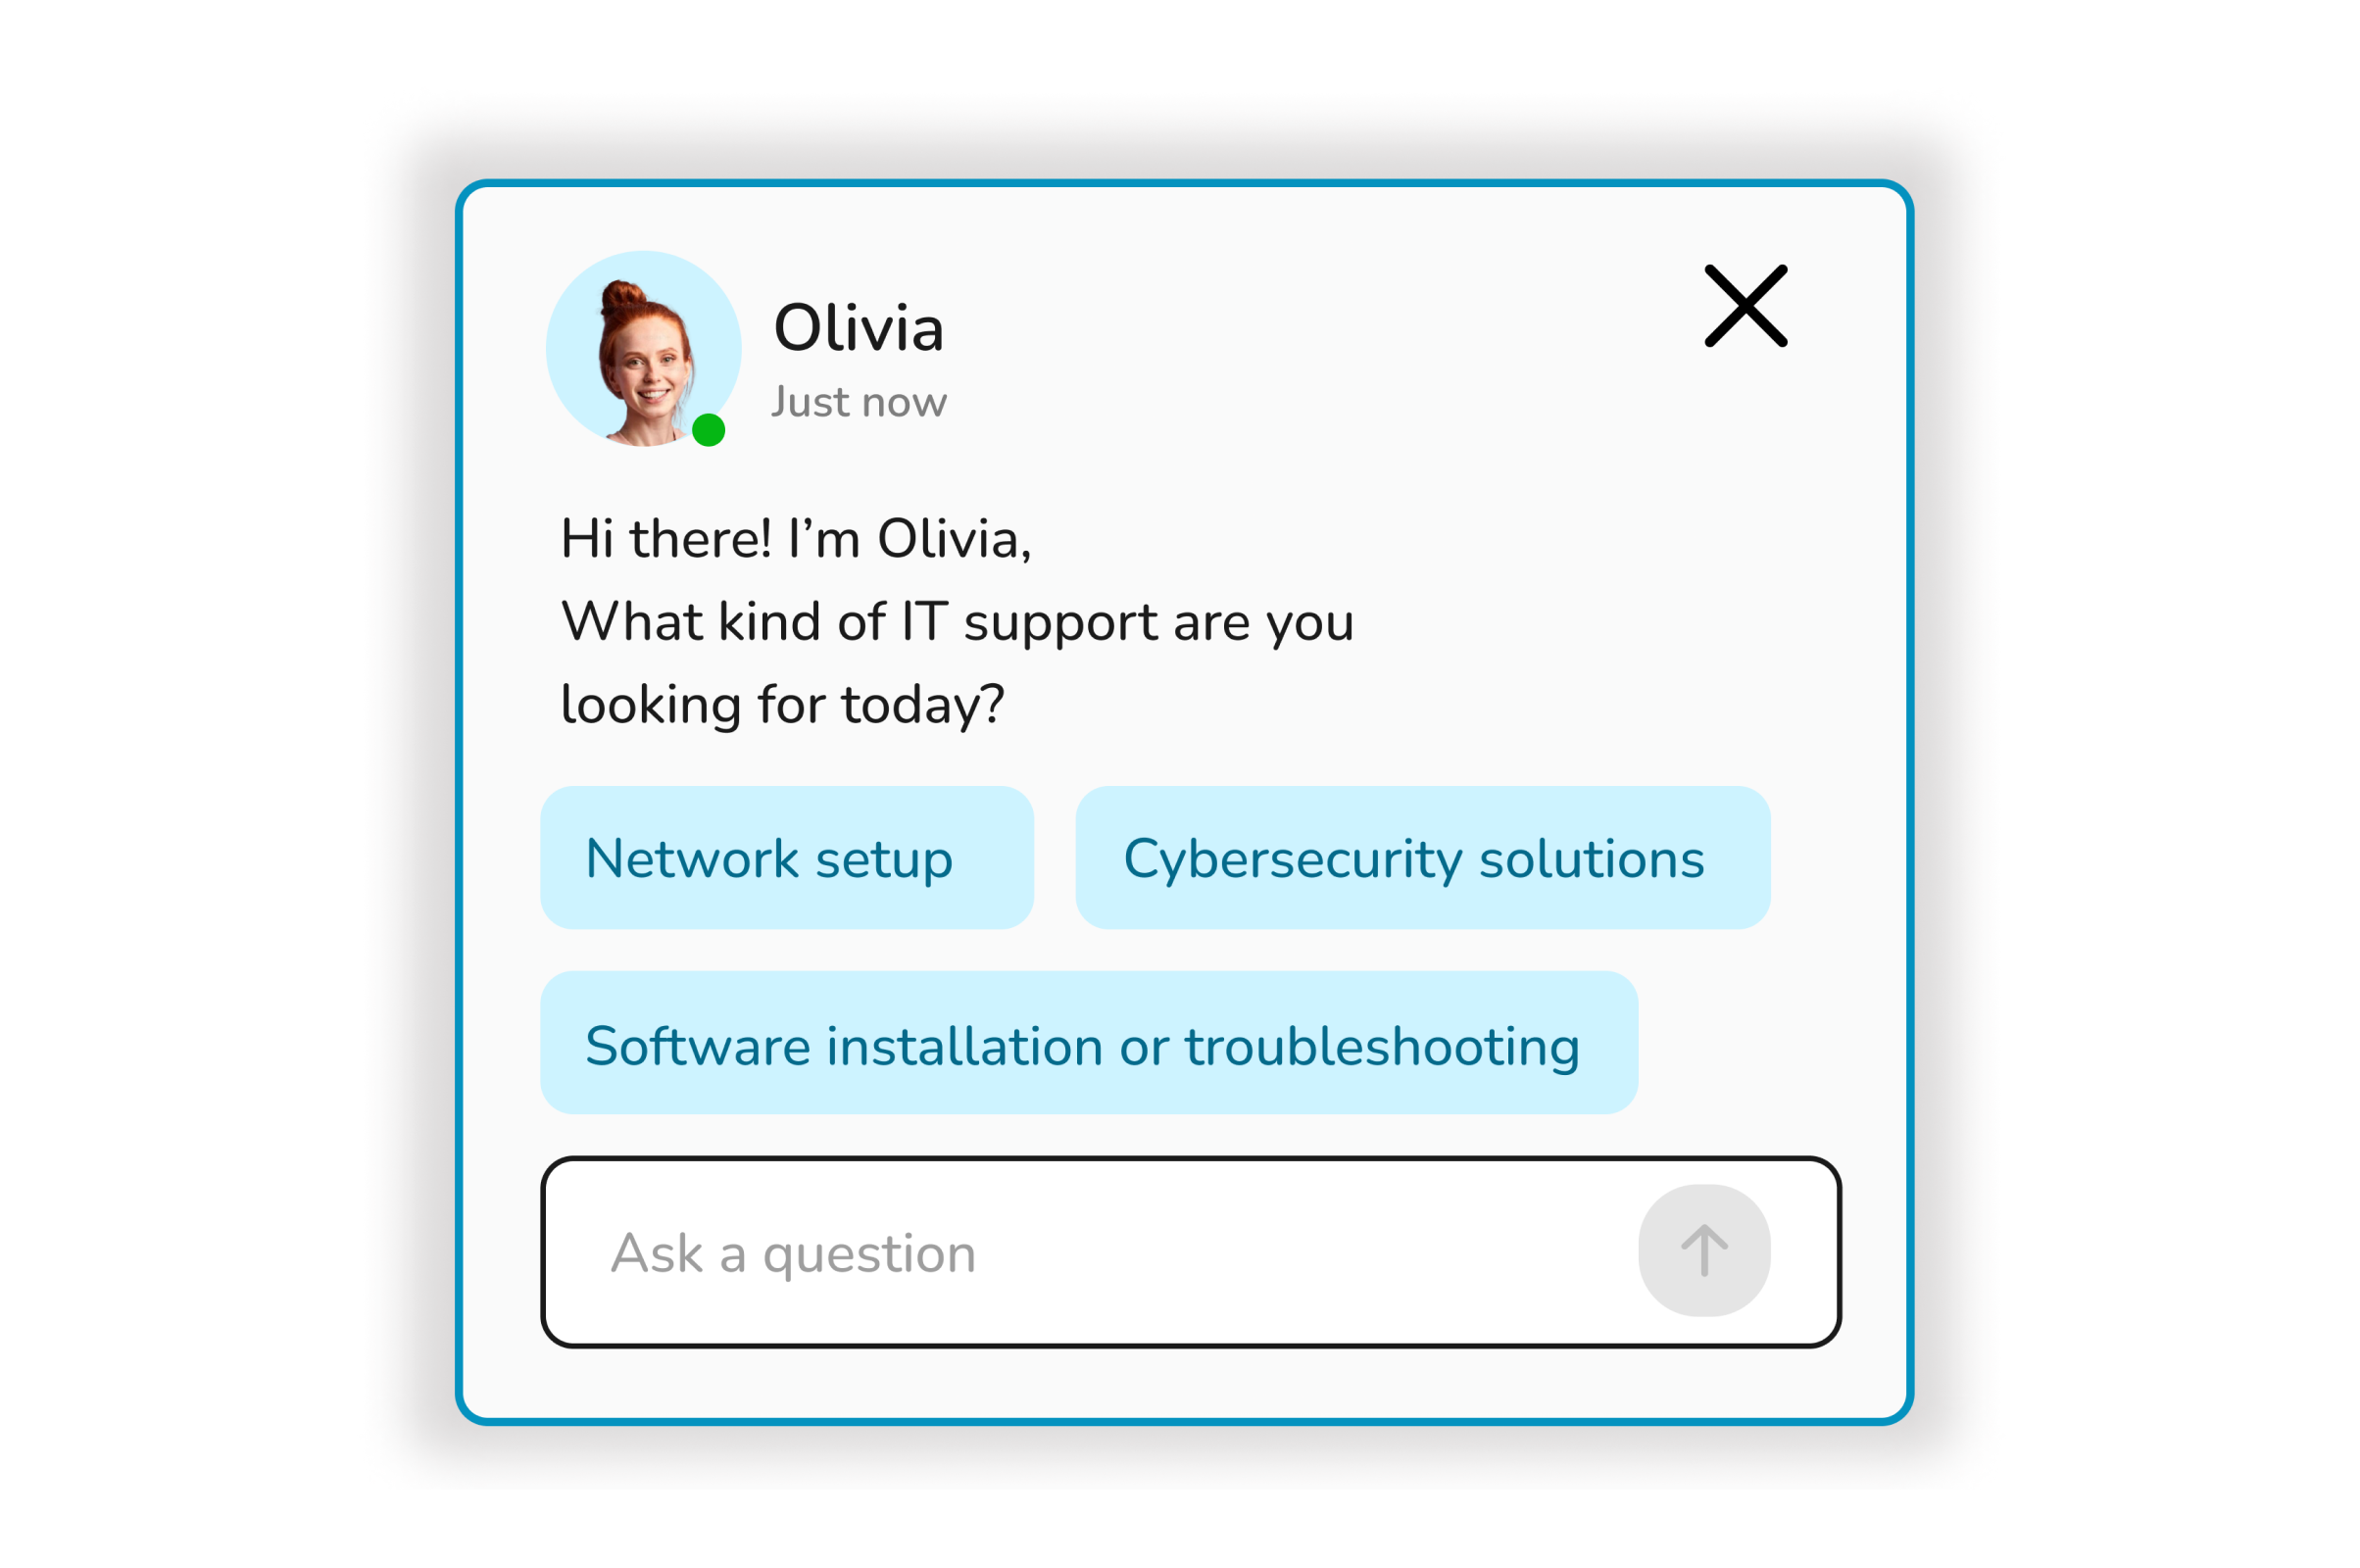 Olivia
Just now
Hi there! I’m Olivia,
What kind of IT support are you
looking for today?
Network setup
Cybersecurity solutions
Software installation or troubleshooting
Ask a question